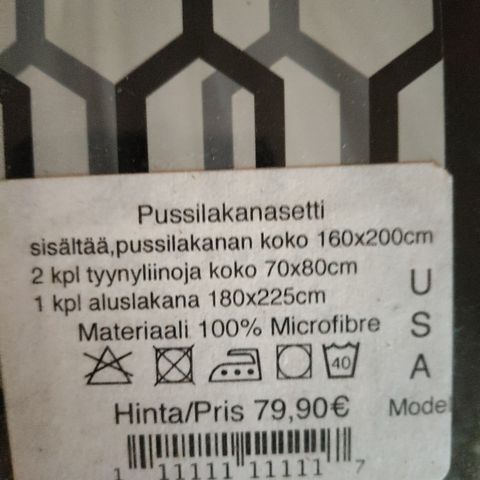 Pussilakanasetti
sisältää,pussilakanan koko 160x200cm
2 kpl tyynyliinoja koko 70x80cm
1 kpl aluslakana 180x225cm
Materiaali 100% Microfibre
40
Hinta/Pris 79,90€
U
S
A
Model
1 11111 11111 7